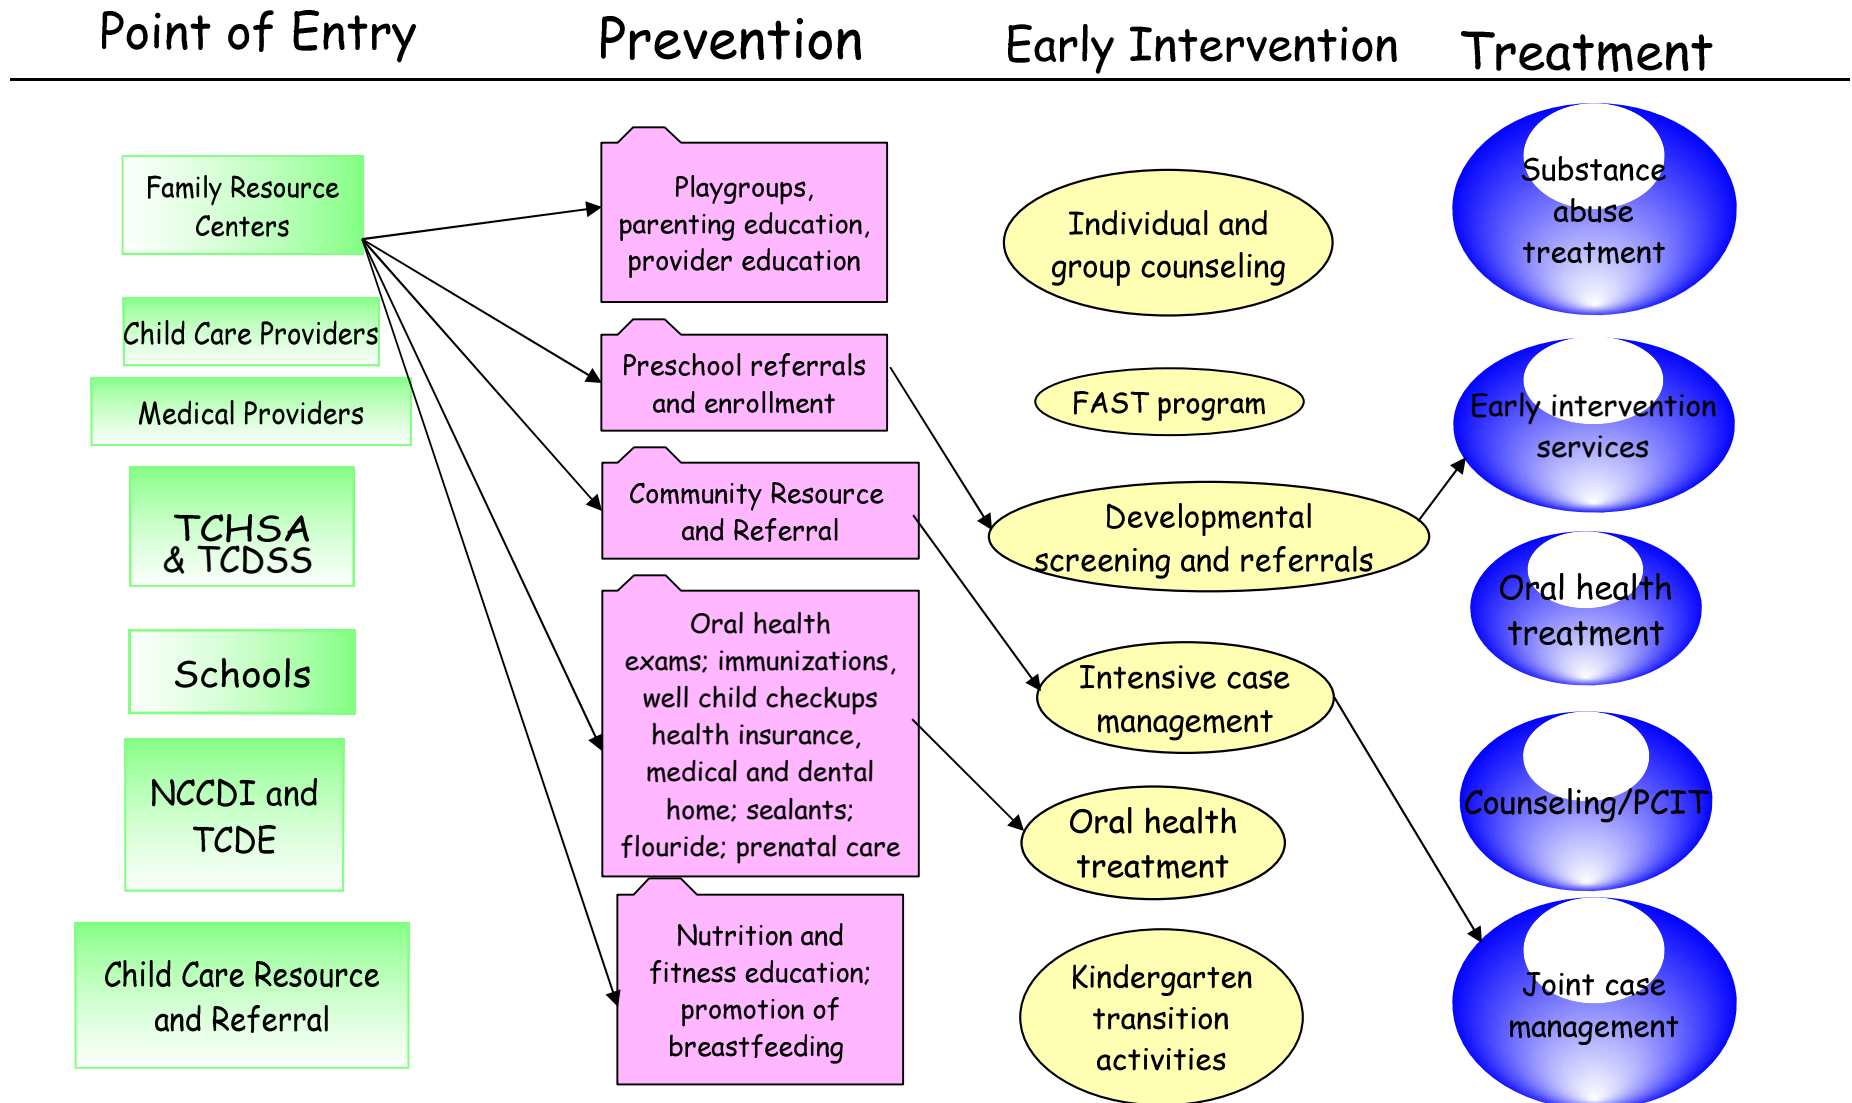 Point of Entry
Prevention
Early Intervention
Treatment
Family Resource
Centers
Child Care Providers
Medical Providers
TCHSA
& TCDSS
Schools
NCCDI and
TCDE
Child Care Resource
and Referral
Playgroups,
parenting education,
provider education
Preschool referrals
and enrollment
Community Resource
and Referral
Oral health
exams; immunizations,
well child checkups
health insurance,
medical and dental
home; sealants;
flouride; prenatal care
Nutrition and
fitness education;
promotion of
breastfeeding
Individual and
group counseling
FAST program
Developmental
screening and referrals
Intensive case
management
Oral health
treatment
Kindergarten
transition
activities
Substance
abuse
treatment
Early intervention
services
Oral health
treatment
Counseling/PCIT
Joint case
management